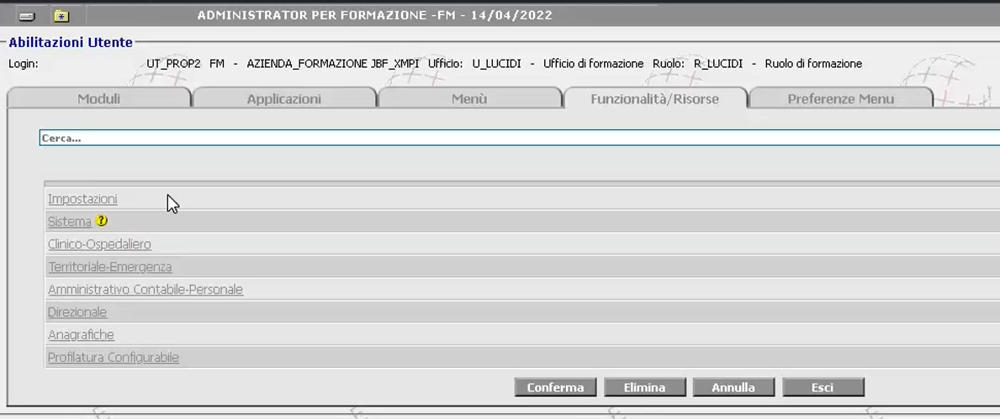 ADMINISTRATOR PER FORMAZIONE -FM - 14/04/2022
Abilitazioni Utente
Login: UT_PROP2 FM - AZIENDA_FORMAZIONE JBF_XMPI Ufficio: U_LUCIDI - Ufficio di formazione Ruolo: R_LUCIDI - Ruolo di formazione
Moduli Applicazioni Menù Funzionalità/Risorse Preferenze Menu
Cerca...
Impostazioni
Sistema ?
Clinico-Ospedaliero
Territoriale-Emergenza
Amministrativo Contabile-Personale
Direzionale
Anagrafiche
Profilatura Configurabile
Conferma Elimina Annulla Esci